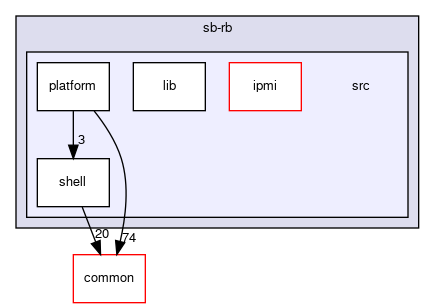 sb-rb
platform
lib
ipmi
src
3
shell
20
74
common